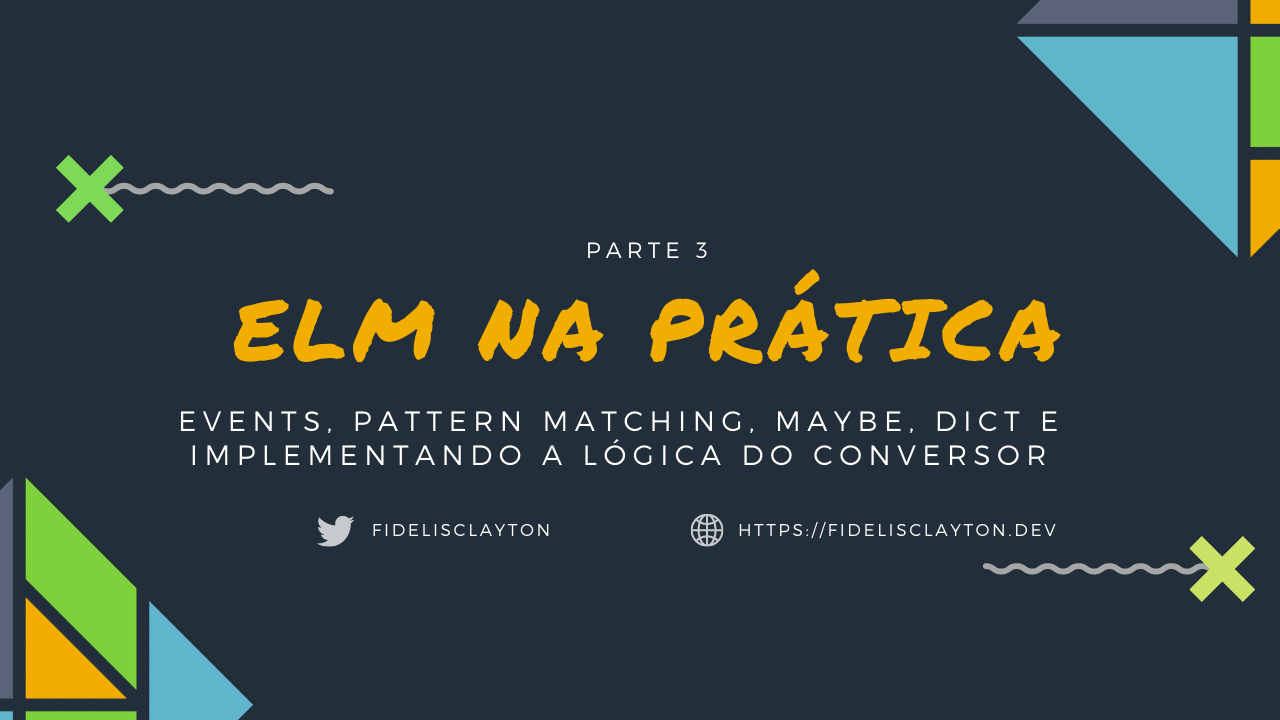 PARTE 3
ELM NA PRÁTICA
EVENTS, PATTERN MATCHING, MAYBE, DICT E
IMPLEMENTANDO A LÓGICA DO CONVERSOR
FIDELISCLAYTON
HTTPS://FIDELISCLAYTON.DEV